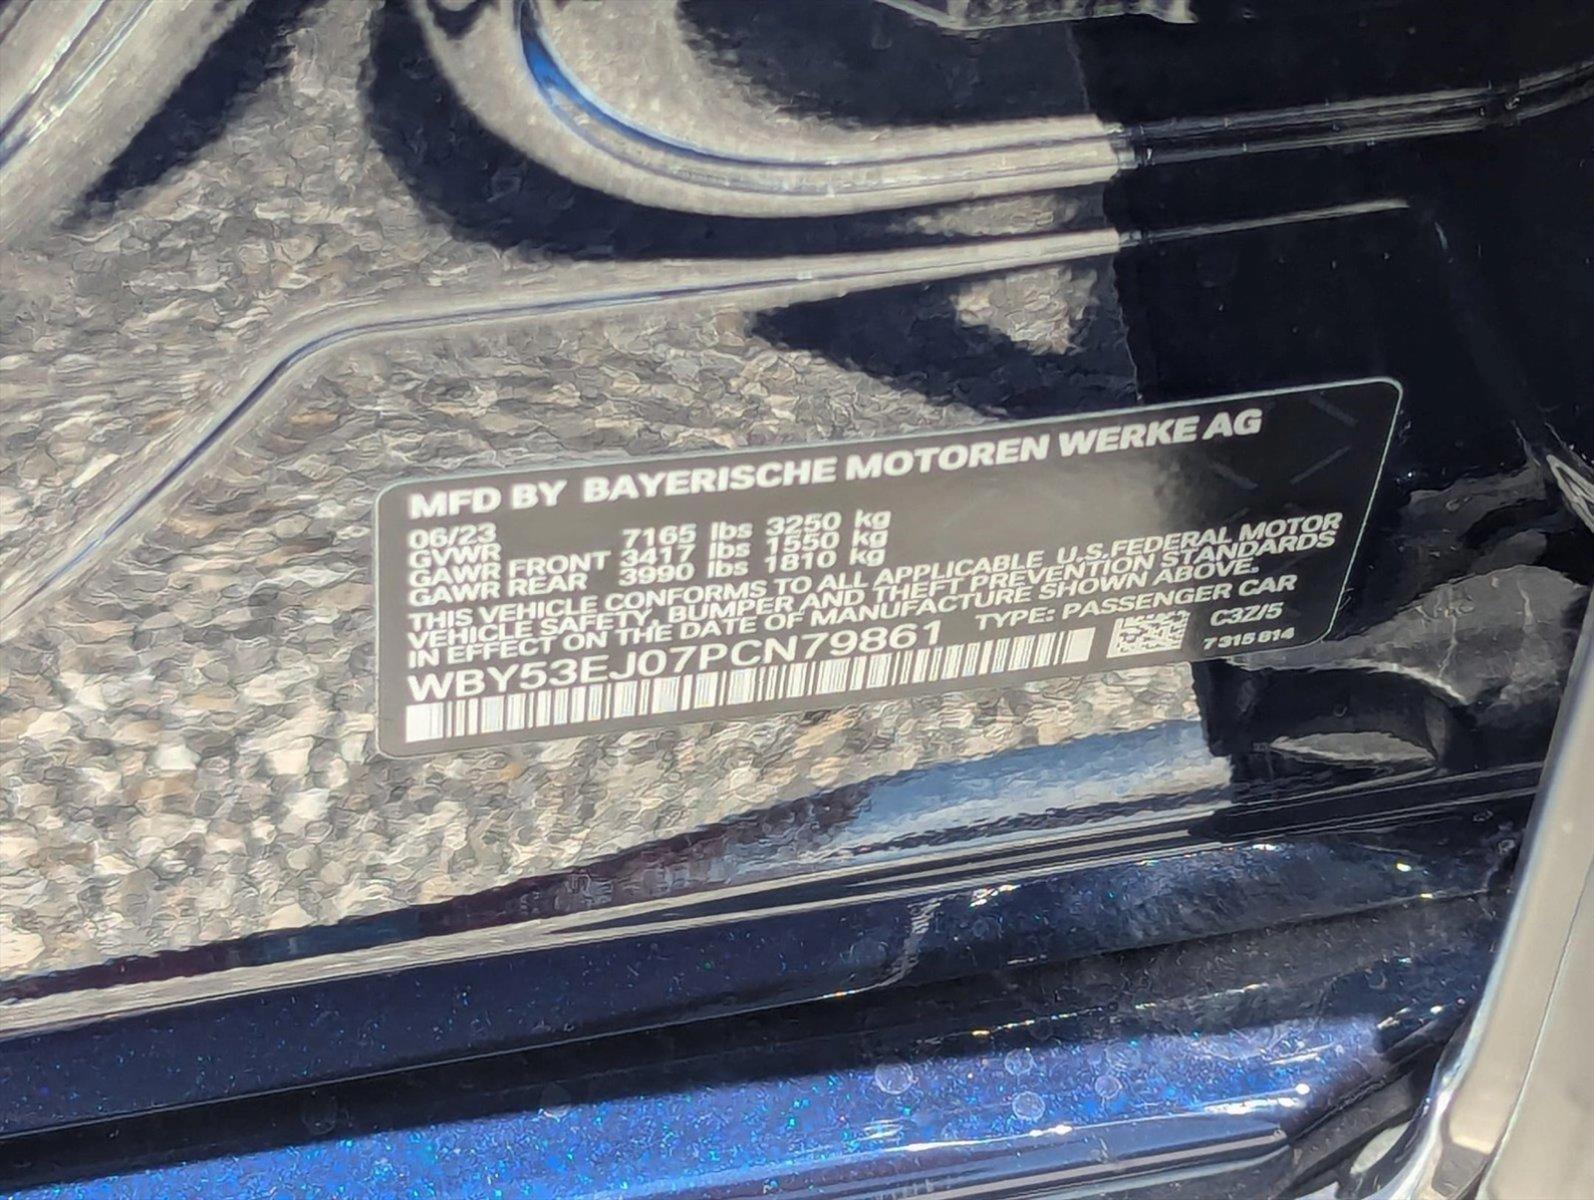 MFD BY BAYERISCHE MOTOREN WERKE AG
06/23
GVWR 7165 lbs 3250 kg
GAWR FRONT 3417 lbs 1550 kg
GAWR REAR 3990 lbs 1810 kg
THIS VEHICLE CONFORMS TO ALL APPLICABLE U.S.FEDERAL MOTOR
VEHICLE SAFETY, BUMPER AND THEFT PREVENTION STANDARDS
IN EFFECT ON THE DATE OF MANUFACTURE SHOWN ABOVE.
WBY53EJ07PCN79861 TYPE: PASSENGER CAR
C3Z/5
7 315 814